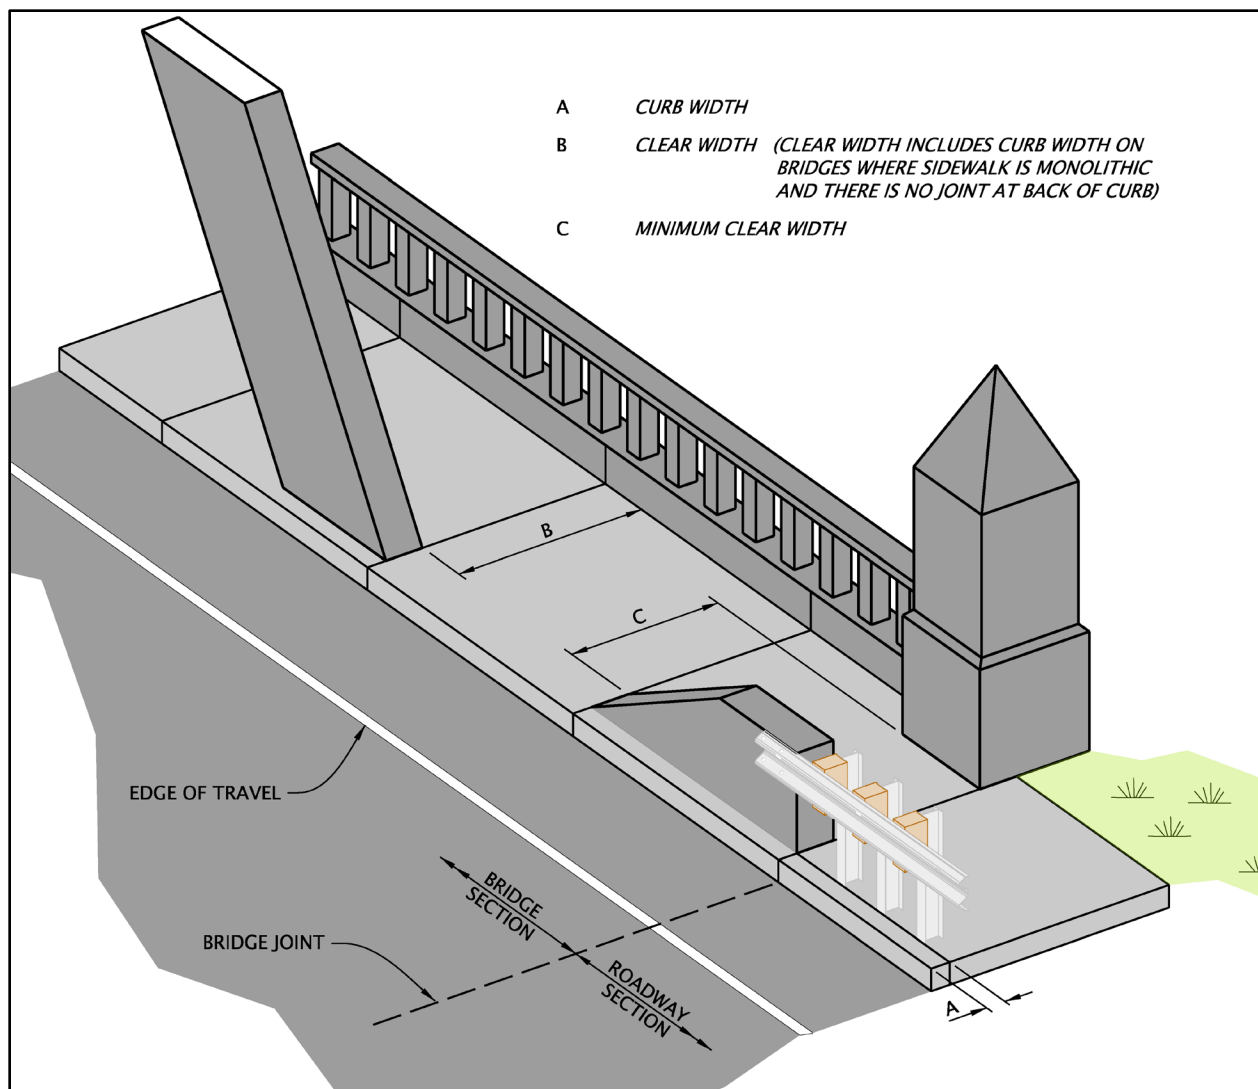 A CURB WIDTH
B CLEAR WIDTH (CLEAR WIDTH INCLUDES CURB WIDTH ON
BRIDGES WHERE SIDEWALK IS MONOLITHIC
AND THERE IS NO JOINT AT BACK OF CURB)
C MINIMUM CLEAR WIDTH
B
C
EDGE OF TRAVEL
BRIDGE
SECTION
BRIDGE JOINT
ROADWAY
SECTION
A